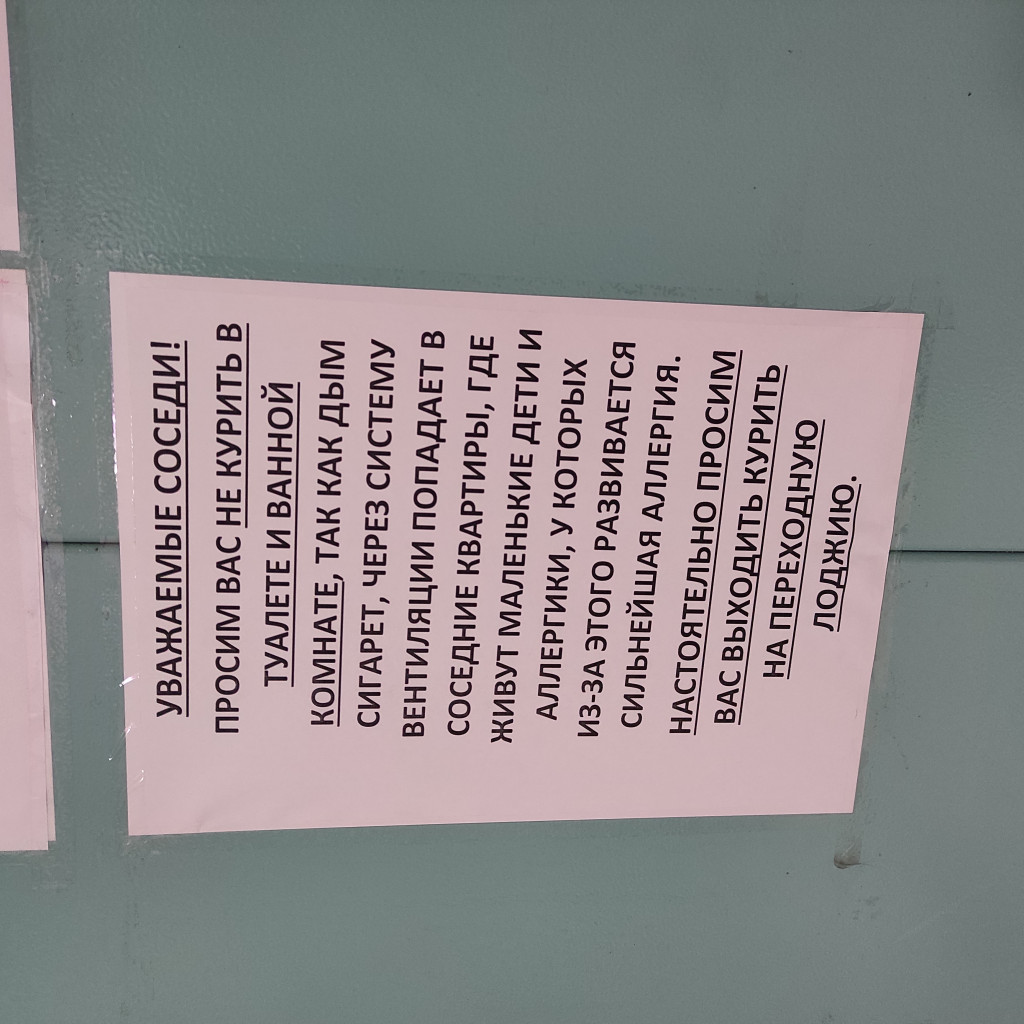 УВАЖАЕМЫЕ СОСЕДИ!
ПРОСИМ ВАС НЕ КУРИТЬ В
ТУАЛЕТЕ И ВАННОЙ
КОМНАТЕ, ТАК КАК ДЫМ
СИГАРЕТ, ЧЕРЕЗ СИСТЕМУ
ВЕНТИЛЯЦИИ ПОПАДАЕТ В
СОСЕДНИЕ КВАРТИРЫ, ГДЕ
ЖИВУТ МАЛЕНЬКИЕ ДЕТИ И
АЛЛЕРГИКИ, У КОТОРЫХ
ИЗ-ЗА ЭТОГО РАЗВИВАЕТСЯ
СИЛЬНЕЙШАЯ АЛЛЕРГИЯ.
НАСТОЯТЕЛЬНО ПРОСИМ
ВАС ВЫХОДИТЬ КУРИТЬ
НА ПЕРЕХОДНУЮ
ЛОДЖИЮ.